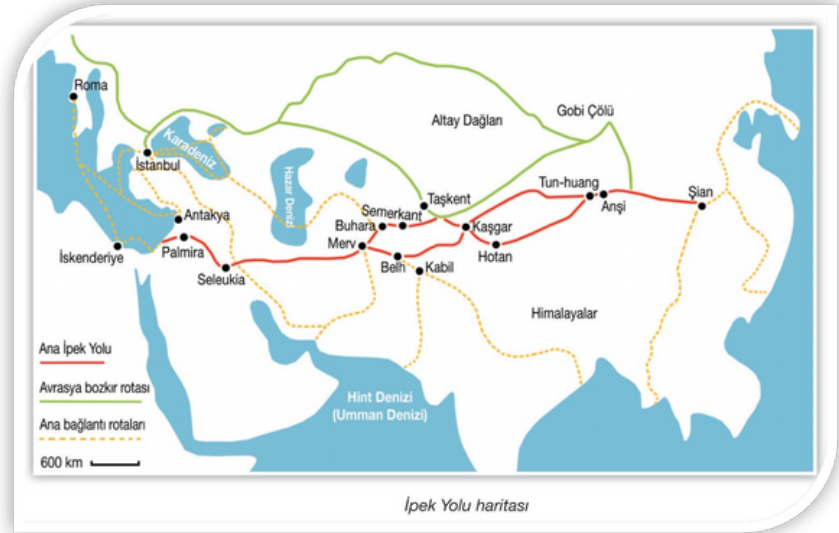 Roma
Altay Dağları
Gobi Çölü
Karadeniz
İstanbul
Hazar Denizi
Tun-huang
Anşi
Şian
Taşkent
Semerkant
Buhara
Kaşgar
Antakya
Merv
Hotan
İskenderiye
Palmira
Belh
Kabil
Seleukia
Himalayalar
Ana İpek Yolu
Avrasya bozkır rotası
Hint Denizi
(Umman Denizi)
Ana bağlantı rotaları
600 km
İpek Yolu haritası